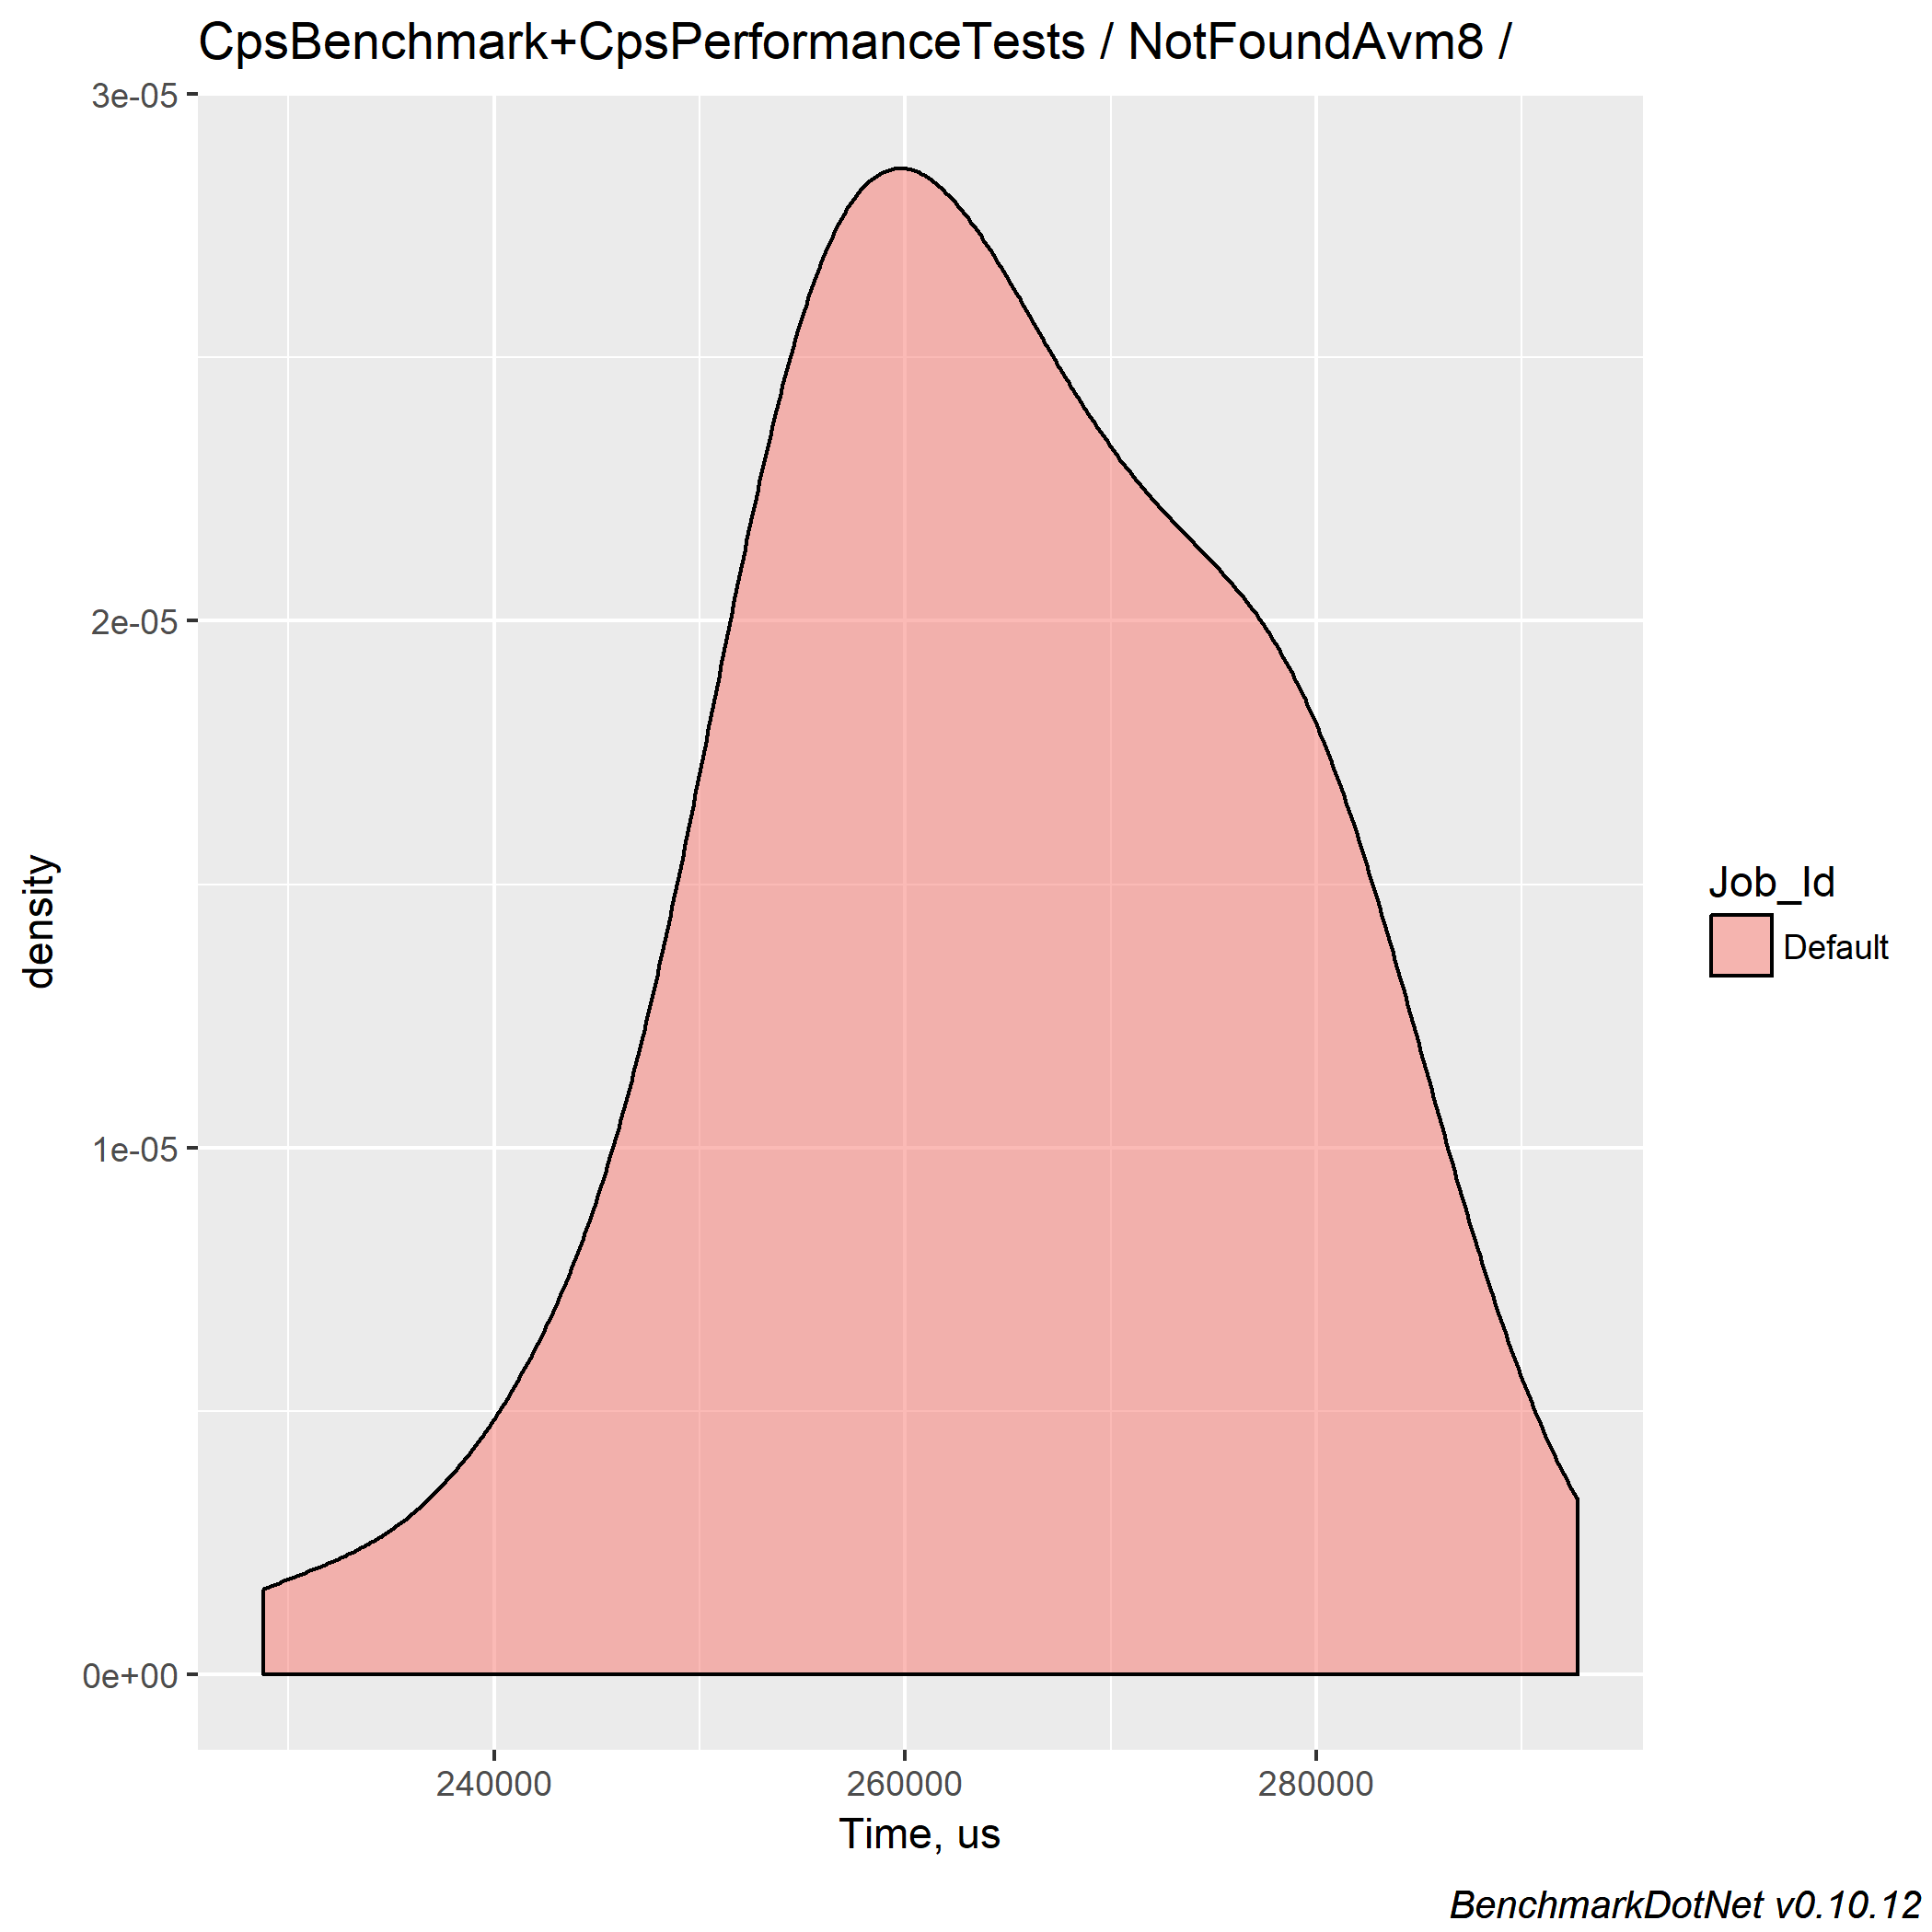 CpsBenchmark+CpsPerformanceTests / NotFoundAvm8 /
3e-05
2e-05
1e-05
0e+00
density
240000 260000 280000
Time, us
Job_Id
Default
BenchmarkDotNet v0.10.12